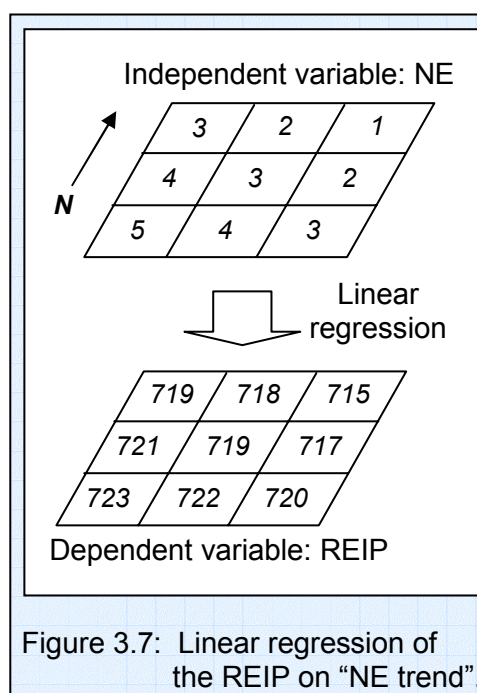 Independent variable: NE
3 2 1
4 3 2
N
5 4 3
Linear
regression
719 718 715
721 719 717
723 722 720
Dependent variable: REIP
Figure 3.7: Linear regression of
the REIP on “NE trend”.